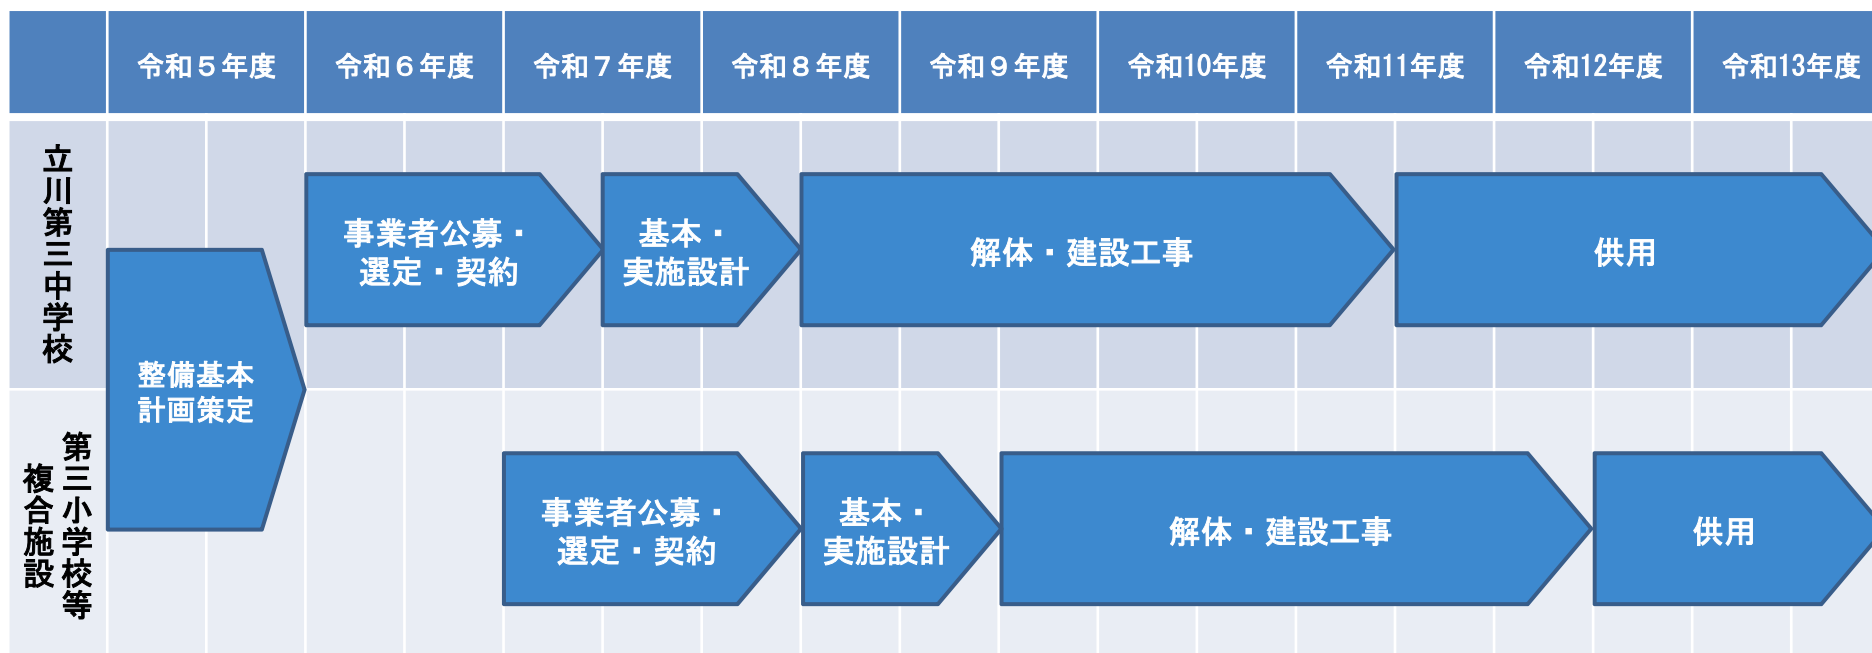 令和５年度
令和６年度
令和７年度
令和８年度
令和９年度
令和10年度
令和11年度
令和12年度
令和13年度
立川第三中学校
事業者公募・
選定・契約
基本・
実施設計
解体・建設工事
供用
整備基本
計画策定
第三小学校等
複合施設
事業者公募・
選定・契約
基本・
実施設計
解体・建設工事
供用